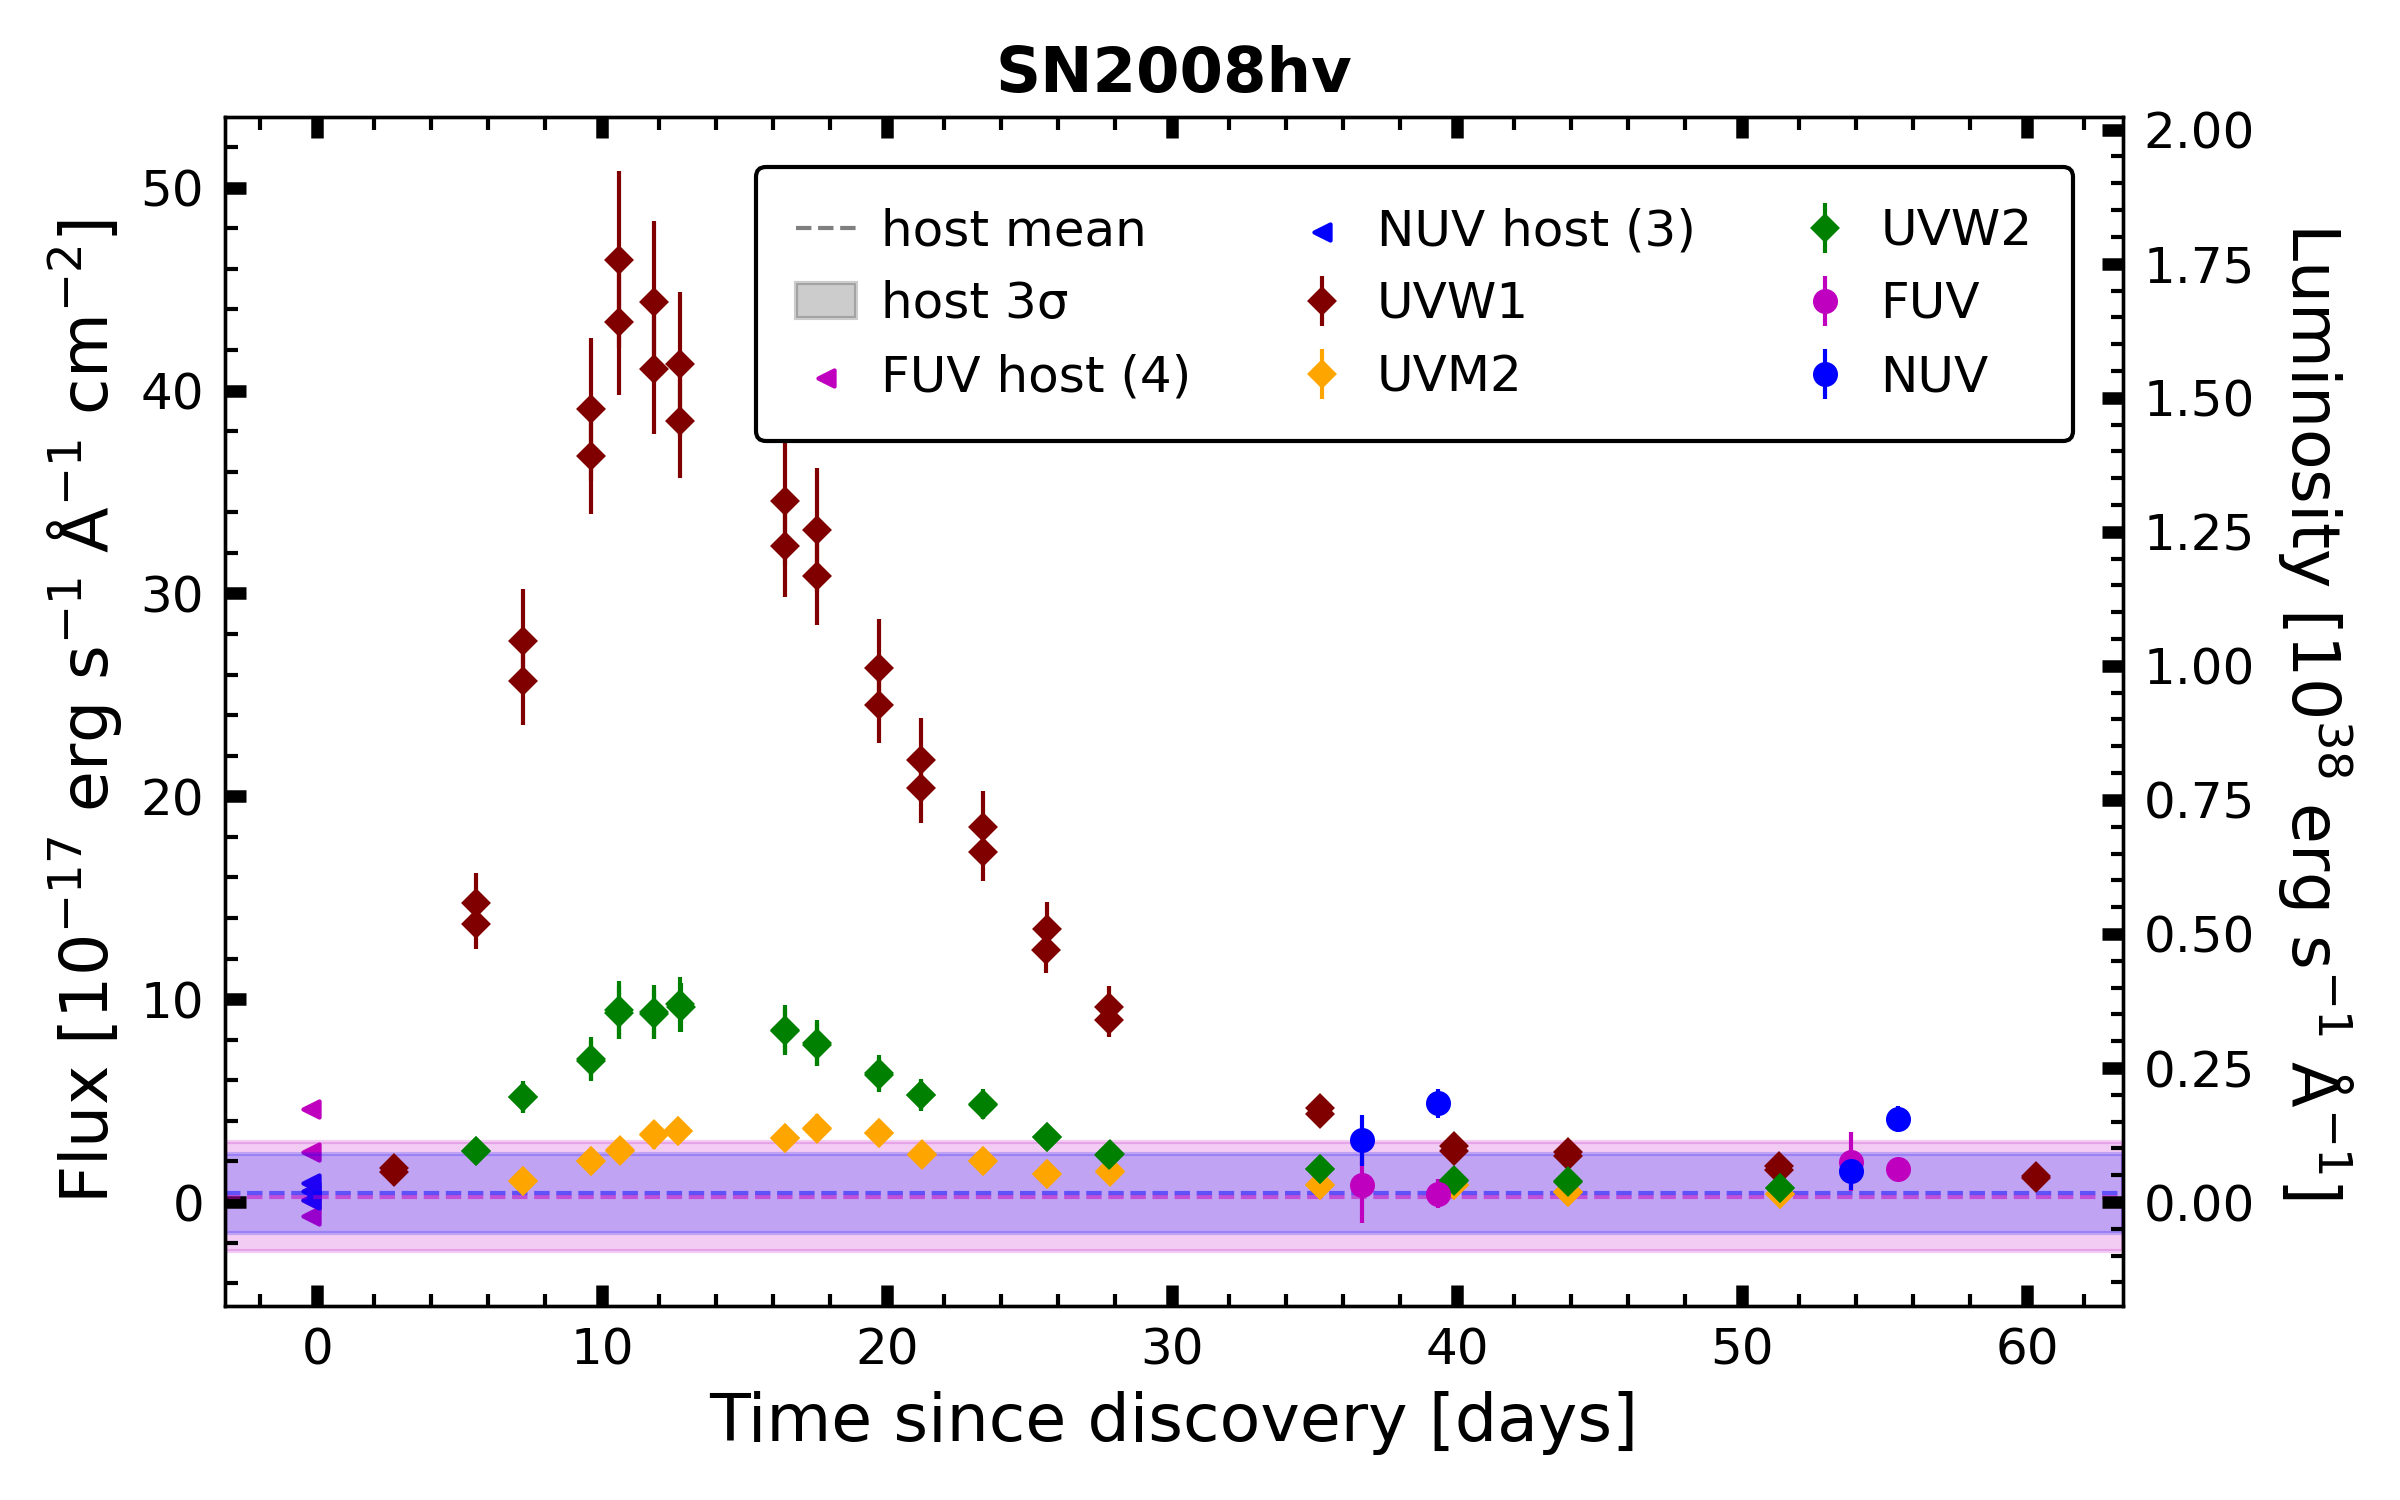 SN2008hv
Flux [10⁻¹⁷ erg s⁻¹ Å⁻¹ cm⁻²]
50
40
30
20
10
0
host mean
host 3σ
FUV host (4)
NUV host (3)
UVW1
UVM2
UVW2
FUV
NUV
2.00
1.75
1.50
1.25
1.00
0.75
0.50
0.25
0.00
Luminosity [10³⁸ erg s⁻¹ Å⁻¹]
0 10 20 30 40 50 60
Time since discovery [days]